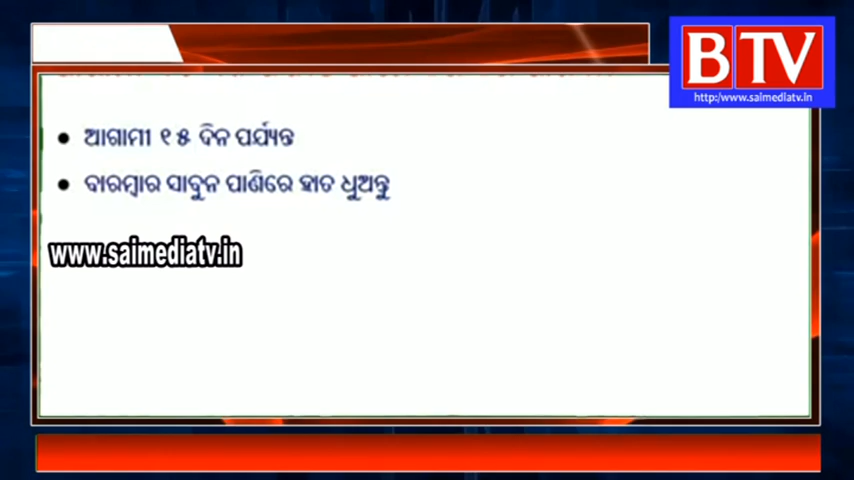 BTV
http:/www.saimediatv.in
• ଆଗାମୀ ୧୫ ଦିନ ପର୍ଯ୍ୟନ୍ତ
• ବାରମ୍ବାର ସାବୁନ ପାଣିରେ ହାତ ଧୁଅନ୍ତୁ
www.saimediatv.in